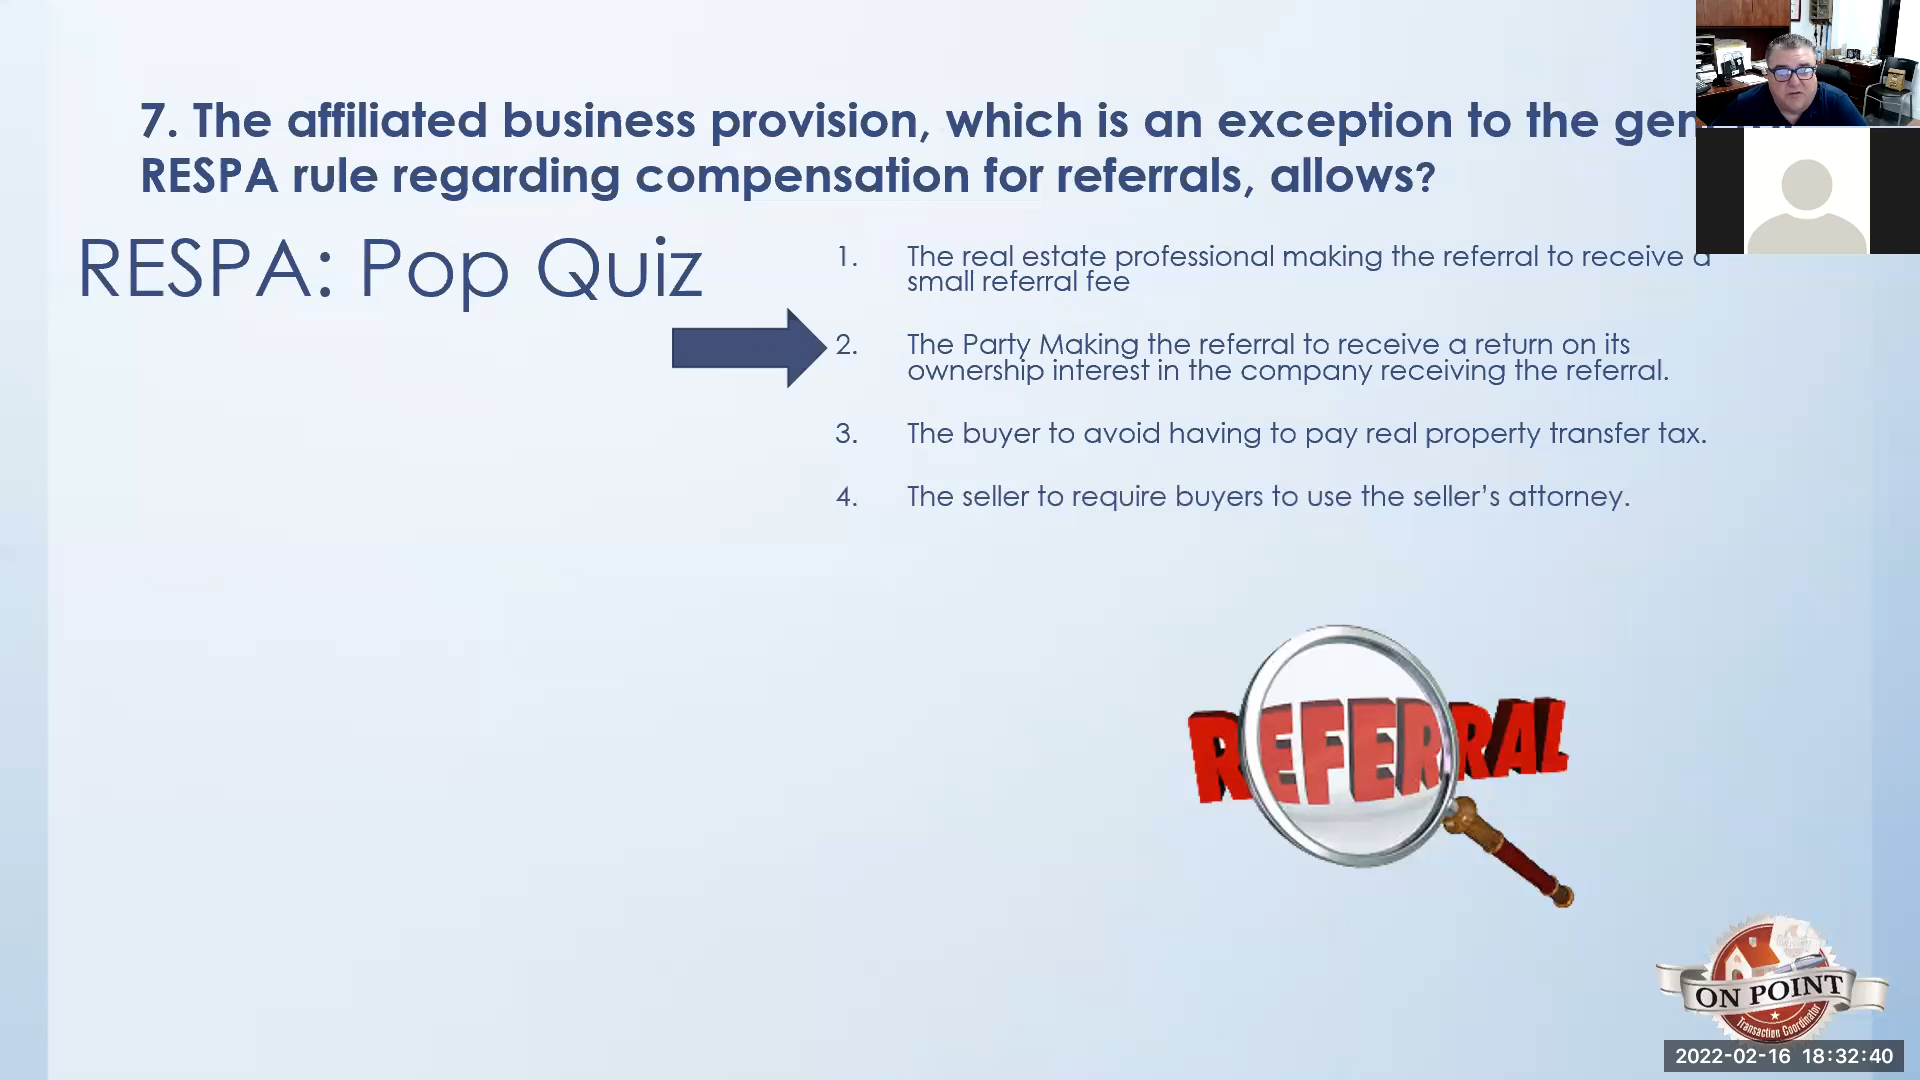 7. The affiliated business provision, which is an exception to the
RESPA rule regarding compensation for referrals, allows?
RESPA: Pop Quiz
1. The real estate professional making the referral to receive a
small referral fee
2. The Party Making the referral to receive a return on its
ownership interest in the company receiving the referral.
3. The buyer to avoid having to pay real property transfer tax.
4. The seller to require buyers to use the seller’s attorney.
REFERRAL
ON POINT
Transaction Coordinator
2022-02-16 18:32:40